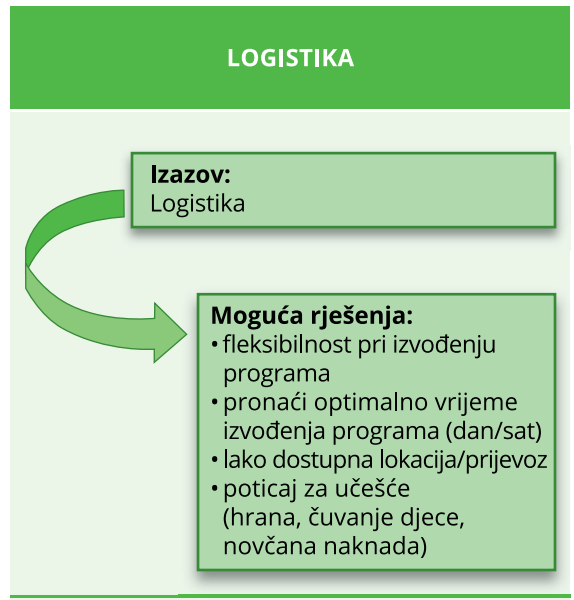 LOGISTIKA
Izazov:
Logistika
Moguća rješenja:
• fleksibilnost pri izvođenju
programa
• pronaći optimalno vrijeme
izvođenja programa (dan/sat)
• lako dostupna lokacija/prijevoz
• poticaj za učešće
(hrana, čuvanje djece,
novčana naknada)